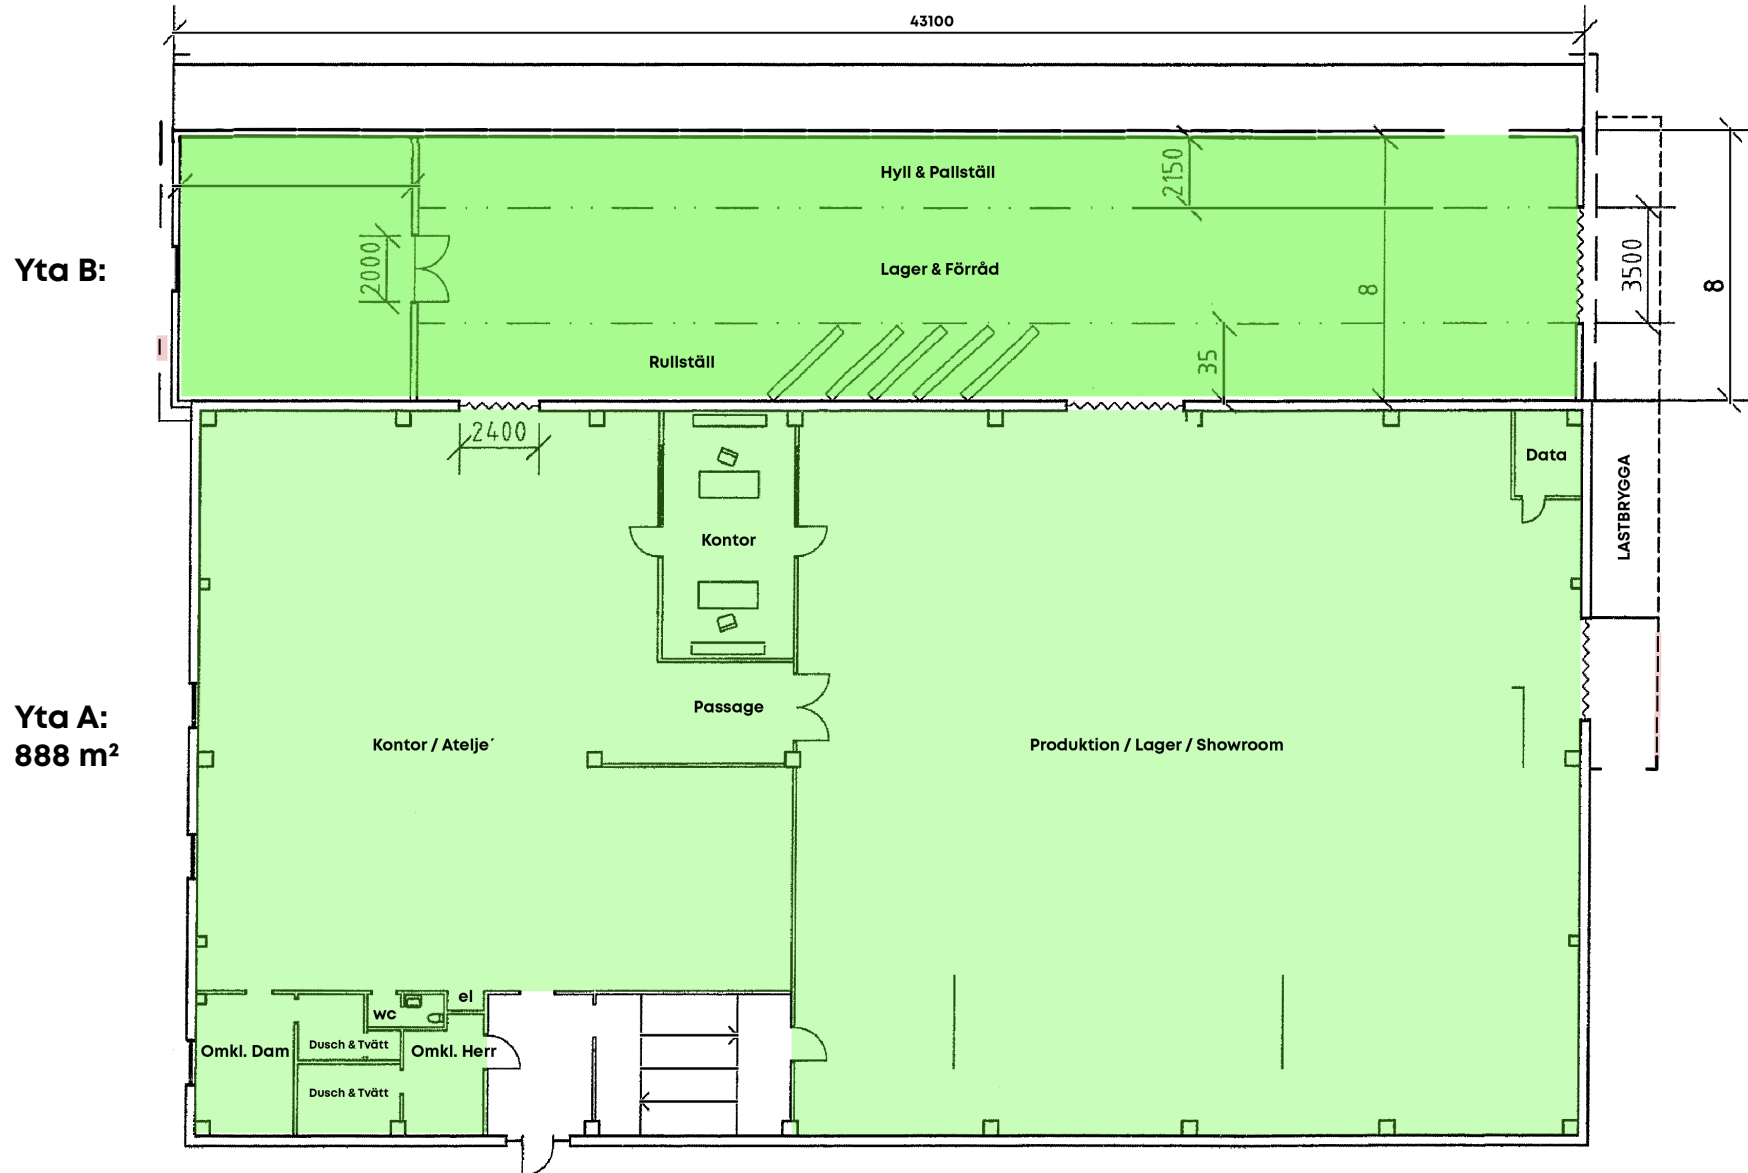 43100
Hyll & Pallställ
2150
Yta B:
2000
Lager & Förråd
8
3500
8
Rullställ
35
2400
Data
Kontor
LASTBRYGGA
Passage
Yta A:
888 m²
Kontor / Atelje´
Produktion / Lager / Showroom
el
wc
Omkl. Dam
Dusch & Tvätt
Omkl. Herr
Dusch & Tvätt